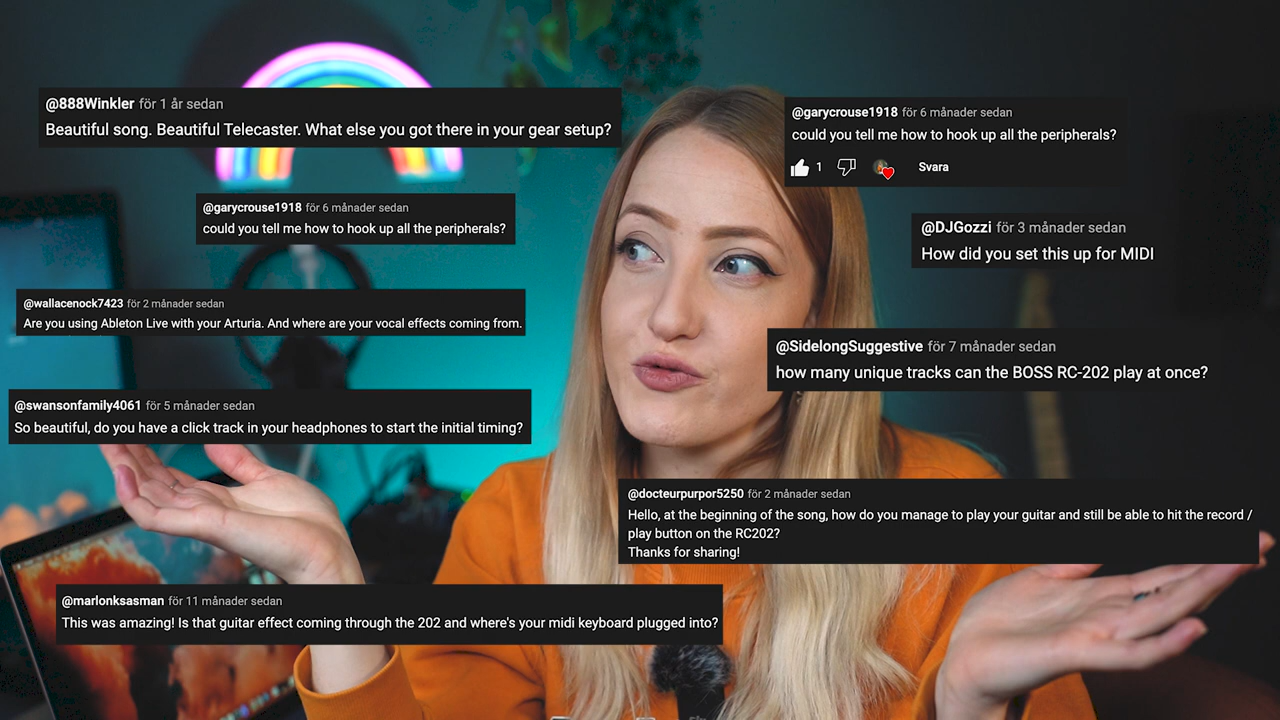 @888Winkler för 1 år sedan
Beautiful song. Beautiful Telecaster. What else you got there in your gear setup?
@garycrouse1918 för 6 månader sedan
could you tell me how to hook up all the peripherals?
1 Svara
@garycrouse1918 för 6 månader sedan
could you tell me how to hook up all the peripherals?
@DJGozzi för 3 månader sedan
How did you set this up for MIDI
@wallacenock7423 för 2 månader sedan
Are you using Ableton Live with your Arturia. And where are your vocal effects coming from.
@SidelongSuggestive för 7 månader sedan
how many unique tracks can the BOSS RC-202 play at once?
@swansonfamily4061 för 5 månader sedan
So beautiful, do you have a click track in your headphones to start the initial timing?
@docteurpurpor5250 för 2 månader sedan
Hello, at the beginning of the song, how do you manage to play your guitar and still be able to hit the record /
play button on the RC202?
Thanks for sharing!
@marlonksasman för 11 månader sedan
This was amazing! Is that guitar effect coming through the 202 and where's your midi keyboard plugged into?